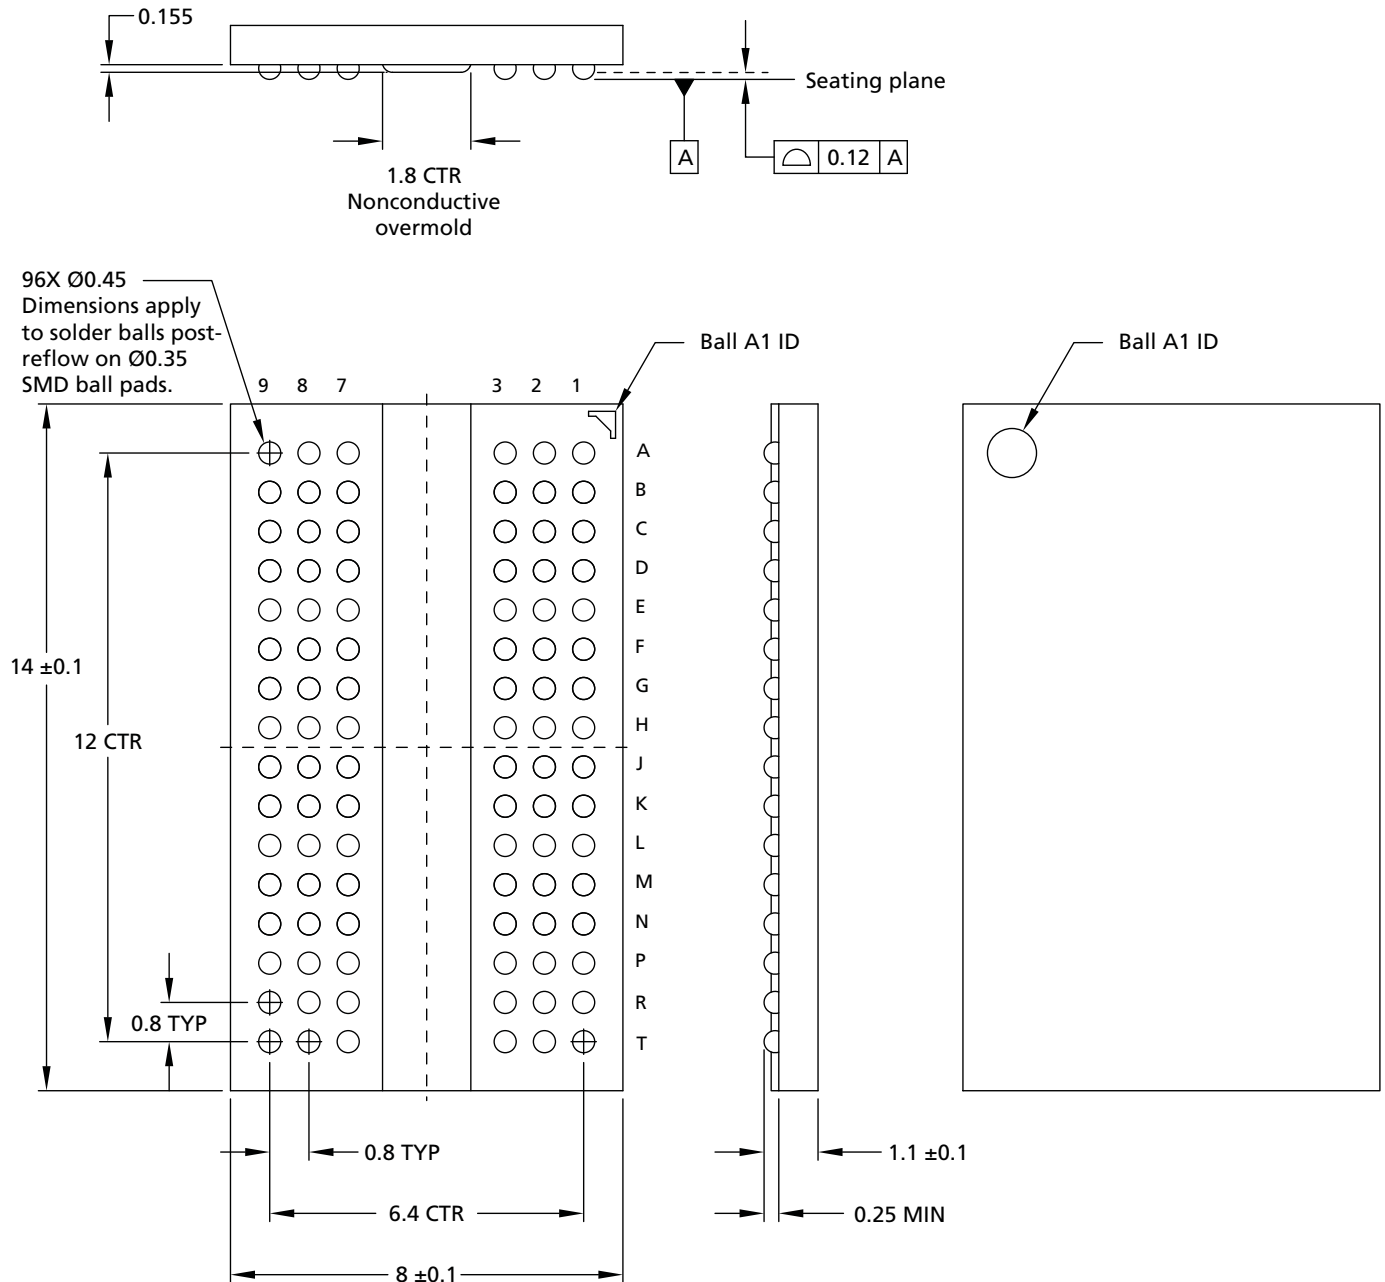 0.155
Seating plane
A
0.12 A
1.8 CTR
Nonconductive
overmold
96X Ø0.45
Dimensions apply
to solder balls post-
reflow on Ø0.35
SMD ball pads.
Ball A1 ID
Ball A1 ID
9 8 7 3 2 1
A
B
C
D
E
F
G
H
J
K
L
M
N
P
R
T
14 ±0.1
12 CTR
0.8 TYP
0.8 TYP
1.1 ±0.1
6.4 CTR
0.25 MIN
8 ±0.1